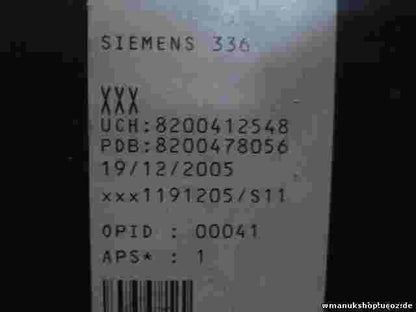 SIEMENS 336
XXX
UCH:8200412548
PDB:8200478056
19/12/2005
xxx1191205/S11
OPID : 00041
APS* : 1
wmanukshop.ucoz.de